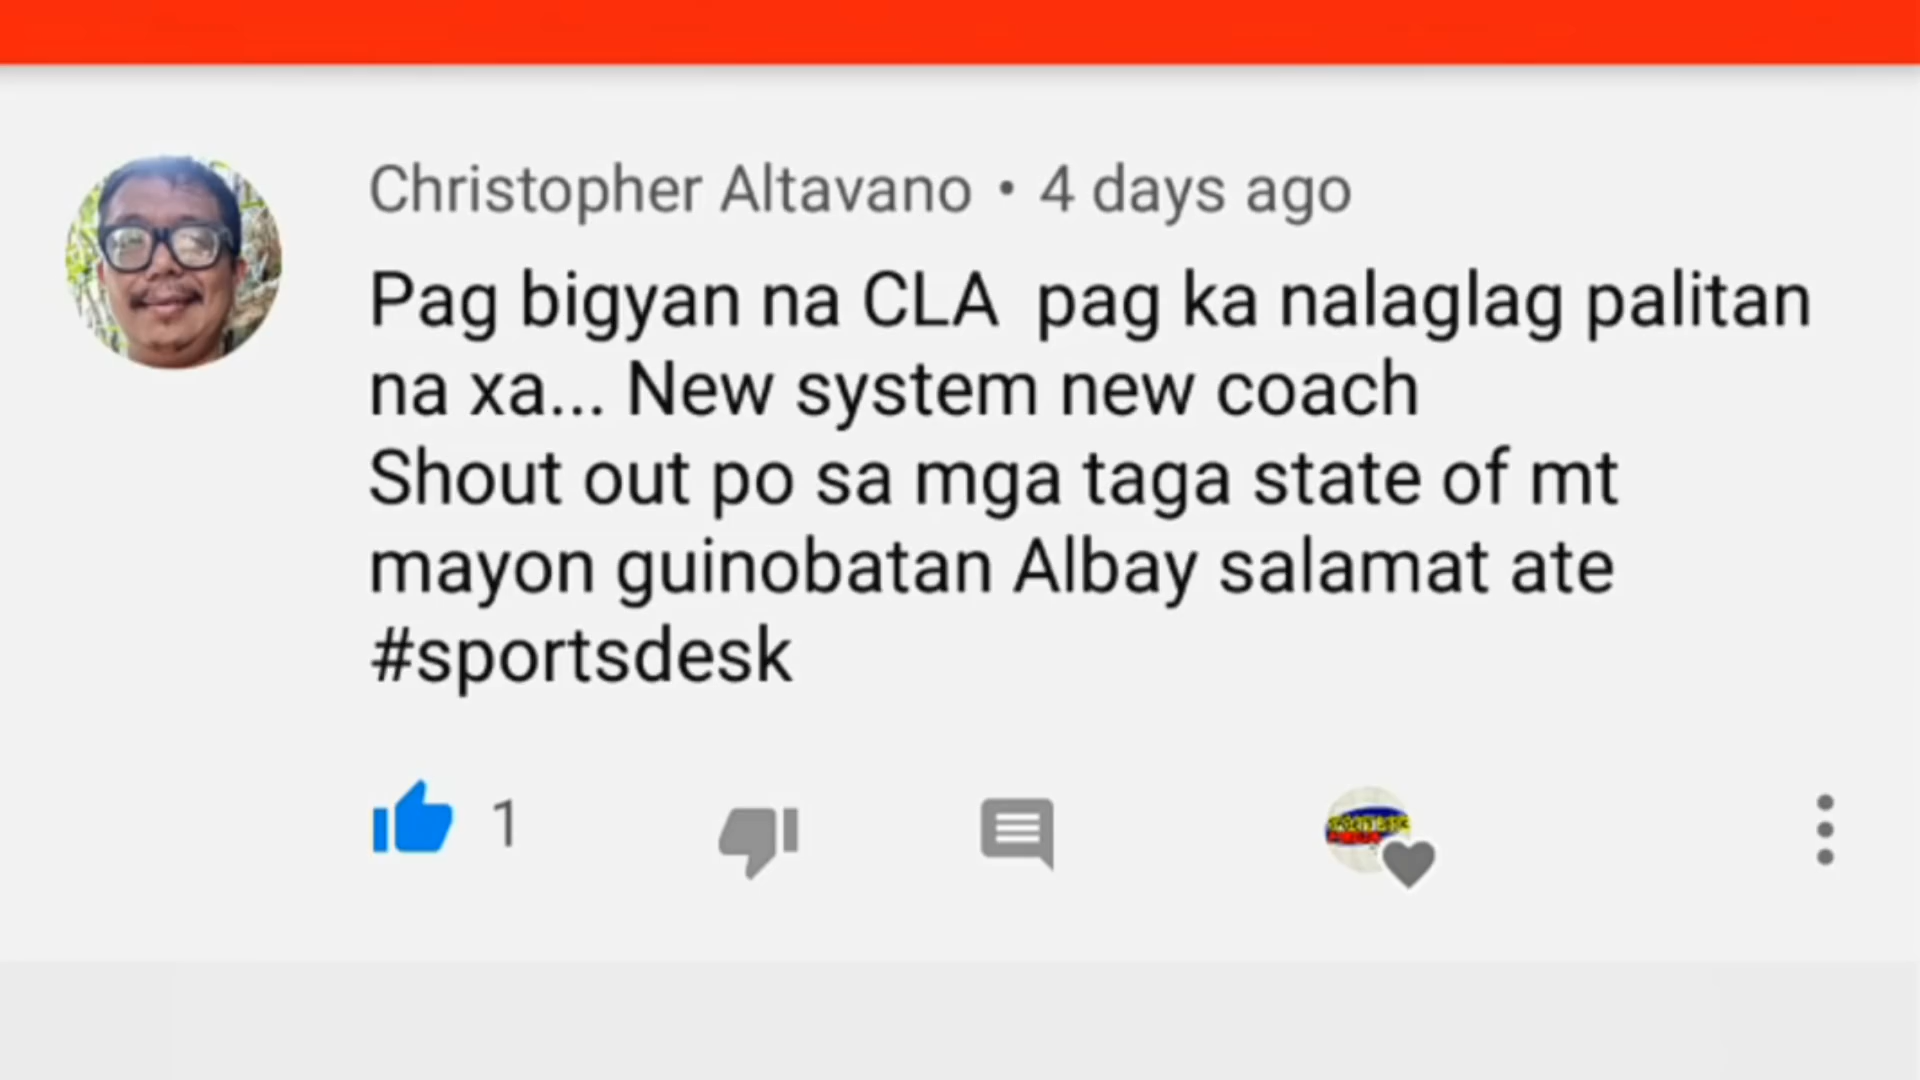 Christopher Altavano • 4 days ago
Pag bigyan na CLA  pag ka nalaglag palitan
na xa... New system new coach
Shout out po sa mga taga state of mt
mayon guinobatan Albay salamat ate
#sportsdesk
1